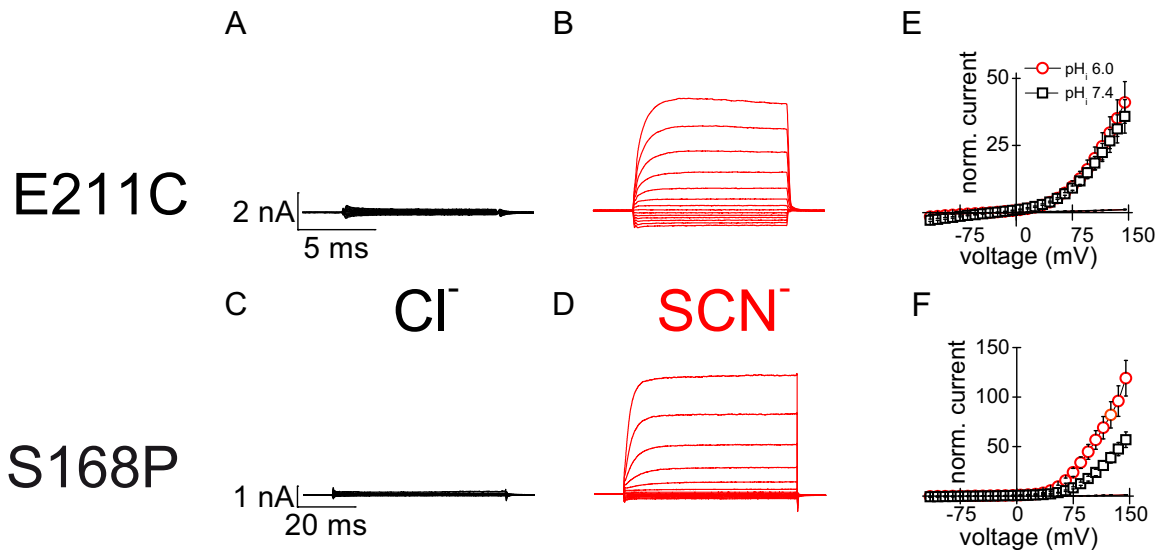 A
B
E
E211C
2 nA
5 ms
norm. current
50
25
pHᵢ 6.0
pHᵢ 7.4
-75
0
75
150
voltage (mV)
C
Cl⁻
D
SCN⁻
F
S168P
1 nA
20 ms
norm. current
150
100
50
0
-75
0
75
150
voltage (mV)